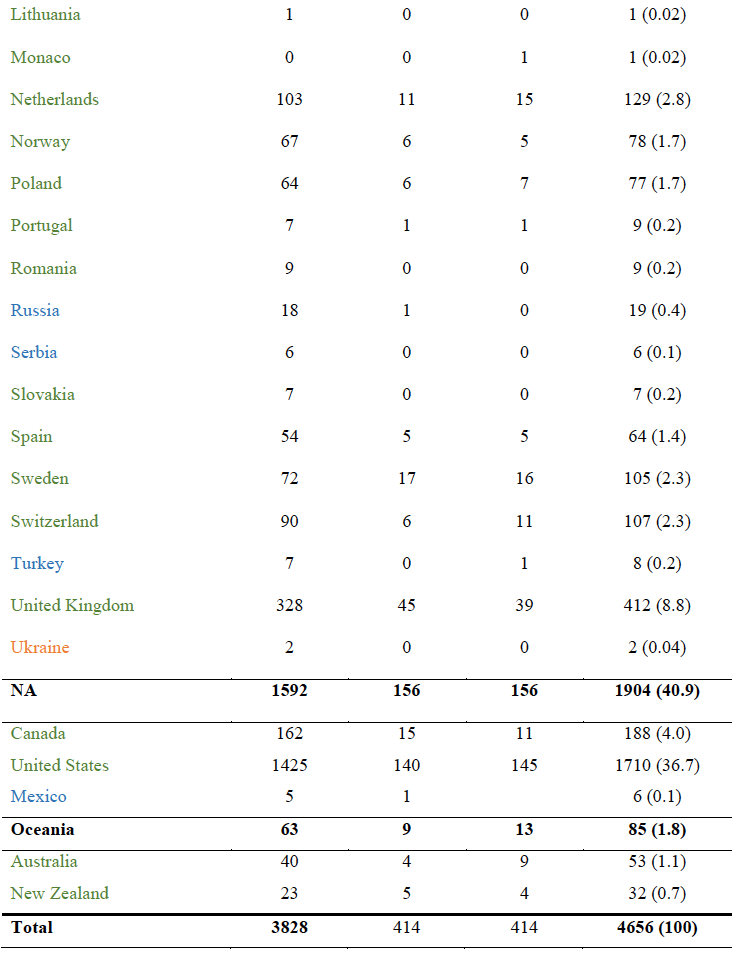 Lithuania 1 0 0 1 (0.02)
Monaco 0 0 1 1 (0.02)
Netherlands 103 11 15 129 (2.8)
Norway 67 6 5 78 (1.7)
Poland 64 6 7 77 (1.7)
Portugal 7 1 1 9 (0.2)
Romania 9 0 0 9 (0.2)
Russia 18 1 0 19 (0.4)
Serbia 6 0 0 6 (0.1)
Slovakia 7 0 0 7 (0.2)
Spain 54 5 5 64 (1.4)
Sweden 72 17 16 105 (2.3)
Switzerland 90 6 11 107 (2.3)
Turkey 7 0 1 8 (0.2)
United Kingdom 328 45 39 412 (8.8)
Ukraine 2 0 0 2 (0.04)
NA 1592 156 156 1904 (40.9)
Canada 162 15 11 188 (4.0)
United States 1425 140 145 1710 (36.7)
Mexico 5 1 6 (0.1)
Oceania 63 9 13 85 (1.8)
Australia 40 4 9 53 (1.1)
New Zealand 23 5 4 32 (0.7)
Total 3828 414 414 4656 (100)